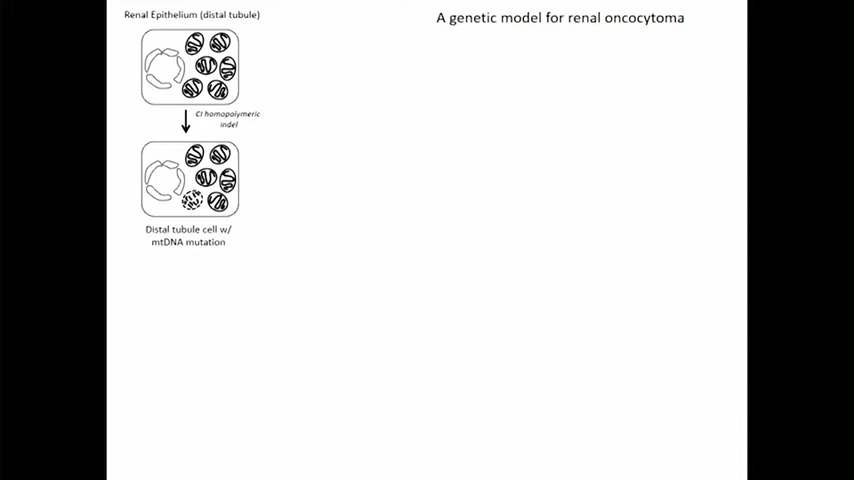 Renal Epithelium (distal tubule)
A genetic model for renal oncocytoma
CI homopolymeric
indel
Distal tubule cell w/
mtDNA mutation